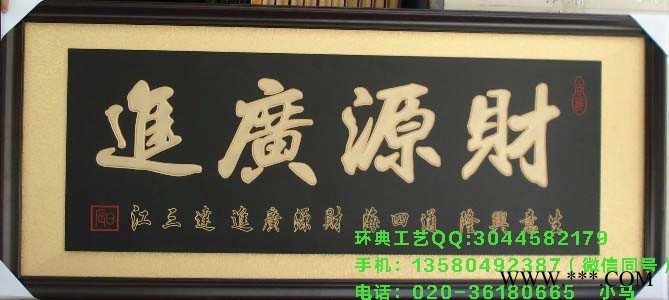 財源廣進
生意興隆通四海財源廣進達三江
环典工艺QQ:3044582179
手机：13580492387（微信同号）
WWW.***.COM
电话：020-36180665 小马